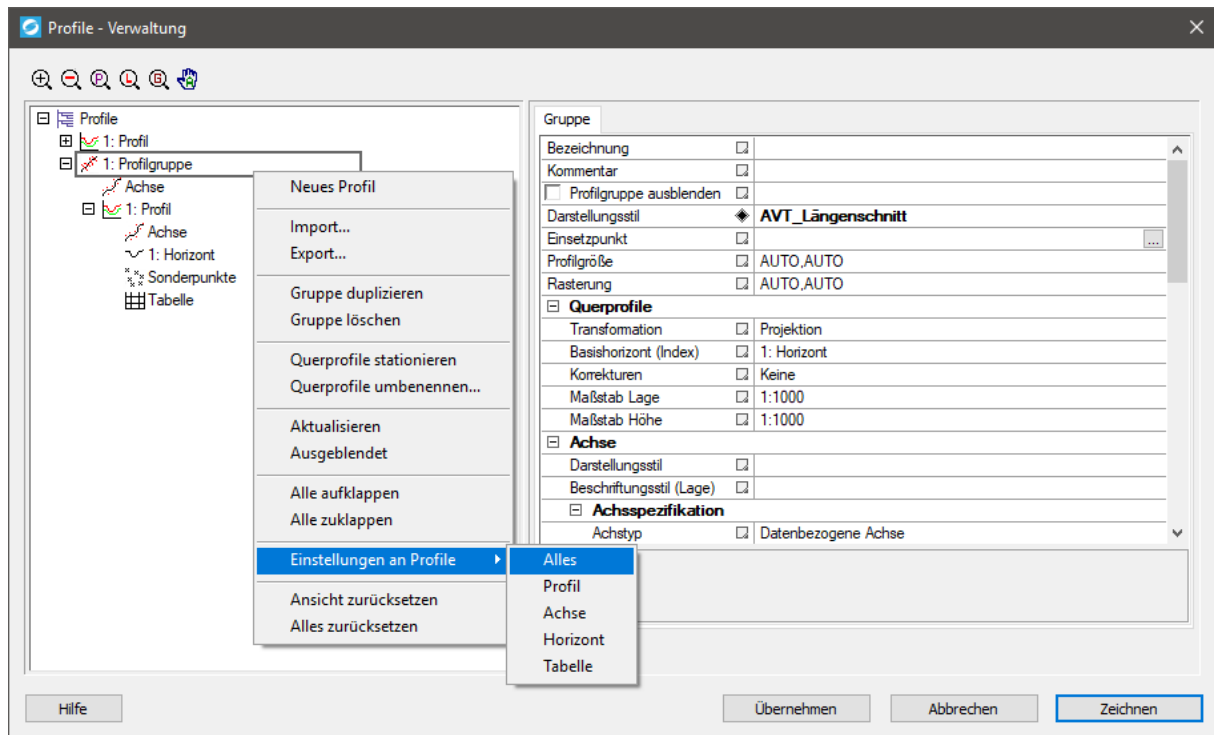 Profile - Verwaltung
Profile
1: Profil
1: Profilgruppe
Achse
1: Profil
Achse
1: Horizont
Sonderpunkte
Tabelle
Neues Profil
Import...
Export...
Gruppe duplizieren
Gruppe löschen
Querprofile stationieren
Querprofile umbenennen...
Aktualisieren
Ausgeblendet
Alle aufklappen
Alle zuklappen
Einstellungen an Profile
Ansicht zurücksetzen
Alles zurücksetzen
Alles
Profil
Achse
Horizont
Tabelle
Gruppe
Bezeichnung
Kommentar
Profilgruppe ausblenden
Darstellungsstil AVT_Längenschnitt
Einsetzpunkt ...
Profilgröße AUTO,AUTO
Rasterung AUTO,AUTO
Querprofile
Transformation Projektion
Basishorizont (Index) 1: Horizont
Korrekturen Keine
Maßstab Lage 1:1000
Maßstab Höhe 1:1000
Achse
Darstellungsstil
Beschriftungsstil (Lage)
Achsspezifikation
Achstyp Datenbezogene Achse
Hilfe
Übernehmen
Abbrechen
Zeichnen